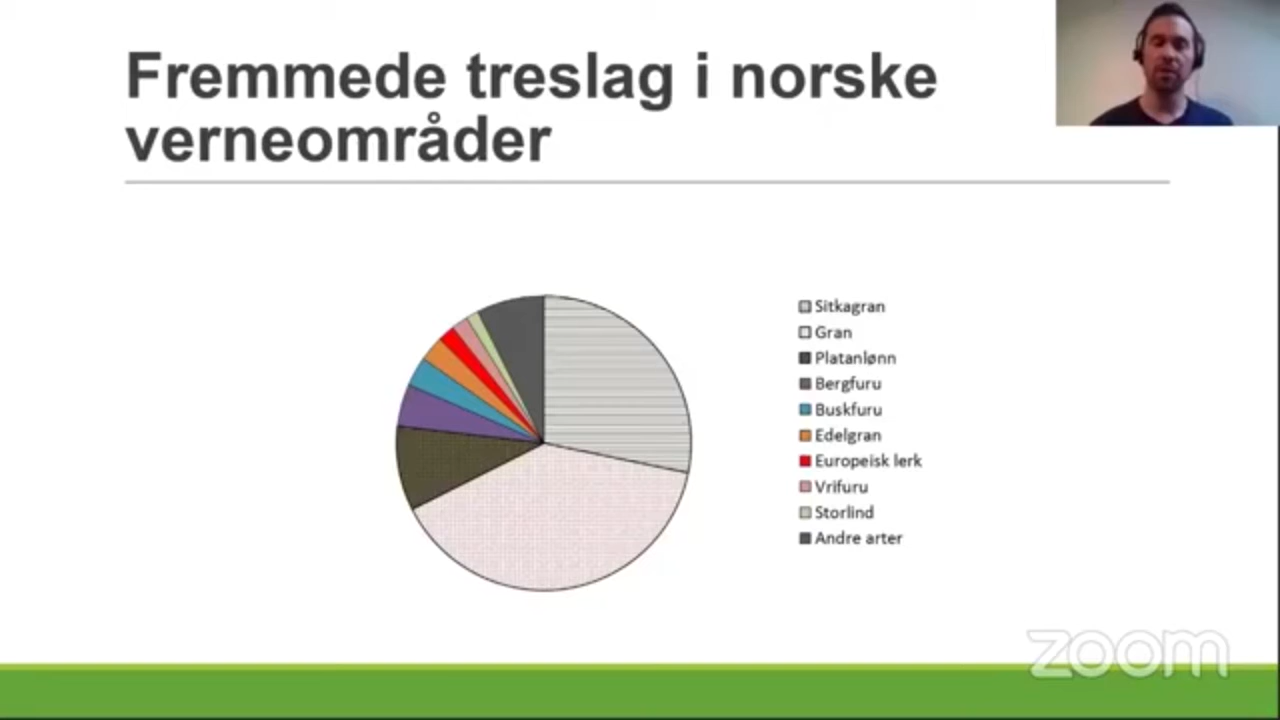 Fremmede treslag i norske
verneområder
Sitkagran
Gran
Platanlønn
Bergfuru
Buskfuru
Edelgran
Europeisk lerk
Vrifuru
Storlind
Andre arter
zoom